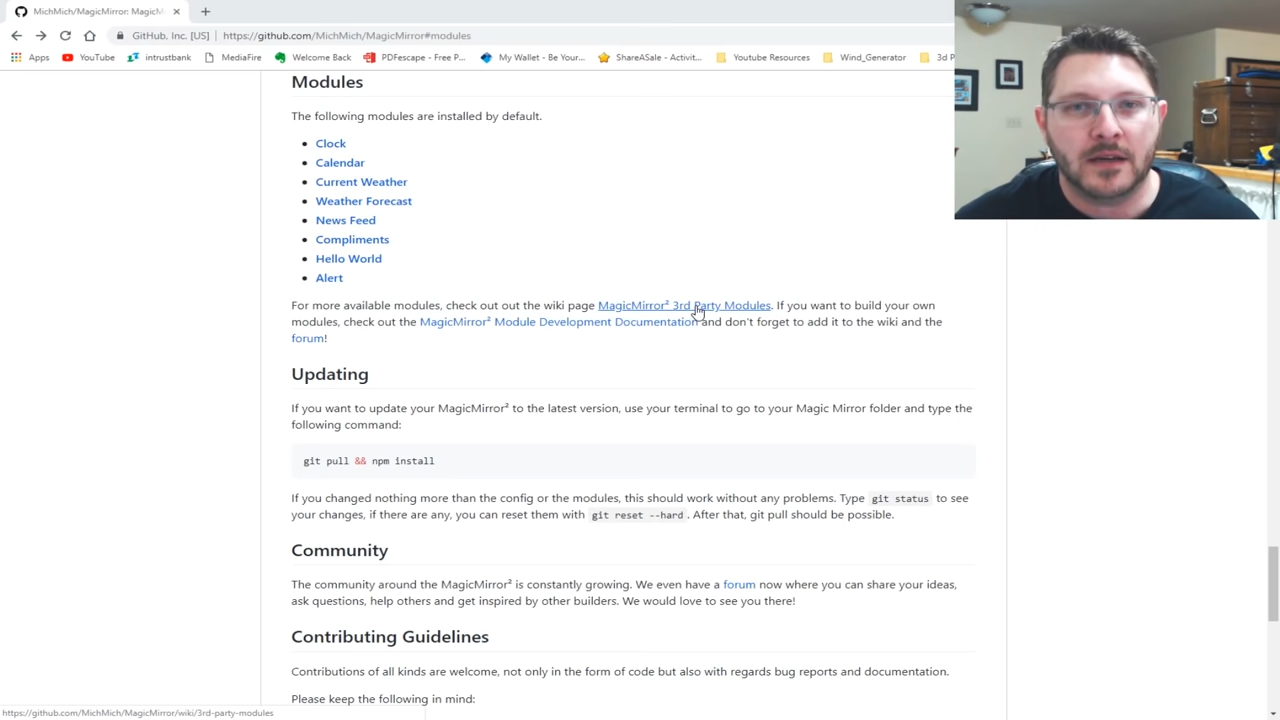 MichMich/MagicMirror: MagicM
GitHub, Inc. [US] | https://github.com/MichMich/MagicMirror#modules
Apps YouTube intrustbank MediaFire Welcome Back PDFescape - Free P... My Wallet - Be Your... ShareASale - Activit... Youtube Resources Wind_Generator 3d P
Modules
The following modules are installed by default.
Clock
Calendar
Current Weather
Weather Forecast
News Feed
Compliments
Hello World
Alert
For more available modules, check out out the wiki page MagicMirror² 3rd Party Modules. If you want to build your own
modules, check out the MagicMirror² Module Development Documentation and don't forget to add it to the wiki and the
forum!
Updating
If you want to update your MagicMirror² to the latest version, use your terminal to go to your Magic Mirror folder and type the
following command:
git pull && npm install
If you changed nothing more than the config or the modules, this should work without any problems. Type git status to see
your changes, if there are any, you can reset them with git reset --hard. After that, git pull should be possible.
Community
The community around the MagicMirror² is constantly growing. We even have a forum now where you can share your ideas,
ask questions, help others and get inspired by other builders. We would love to see you there!
Contributing Guidelines
Contributions of all kinds are welcome, not only in the form of code but also with regards bug reports and documentation.
Please keep the following in mind:
https://github.com/MichMich/MagicMirror/wiki/3rd-party-modules